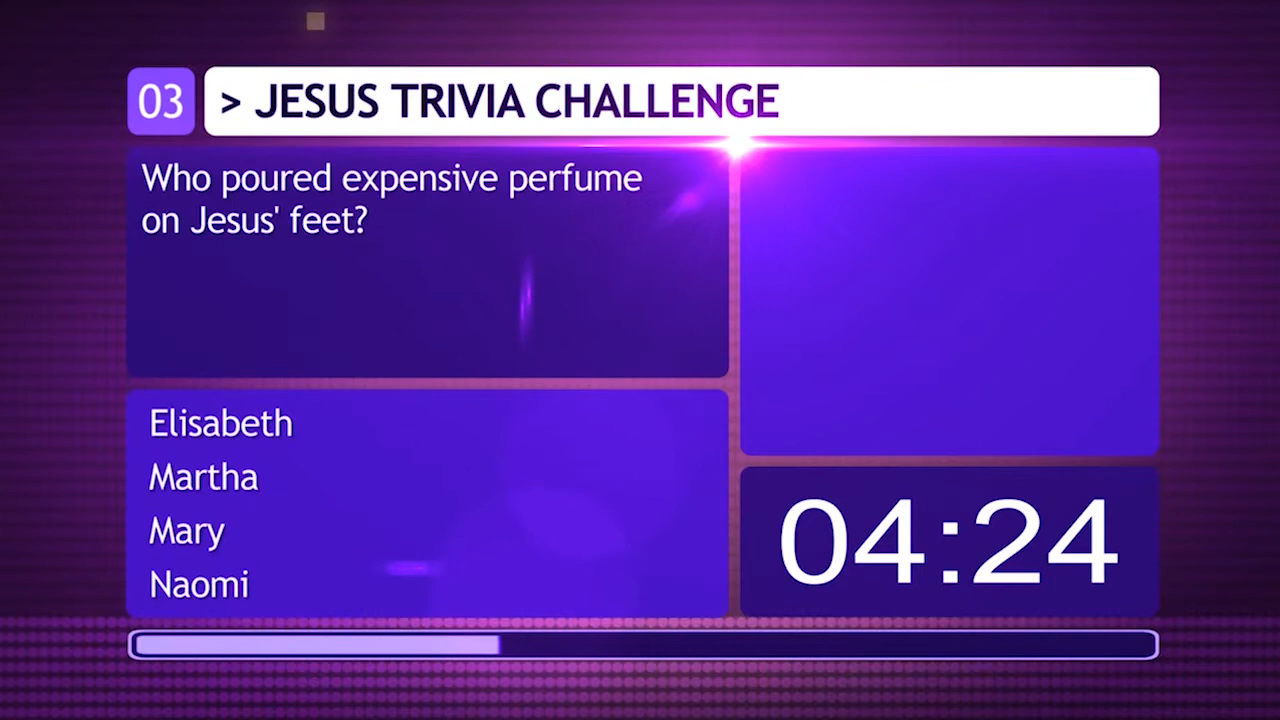 03
> JESUS TRIVIA CHALLENGE
Who poured expensive perfume
on Jesus' feet?
Elisabeth
Martha
Mary
Naomi
04:24